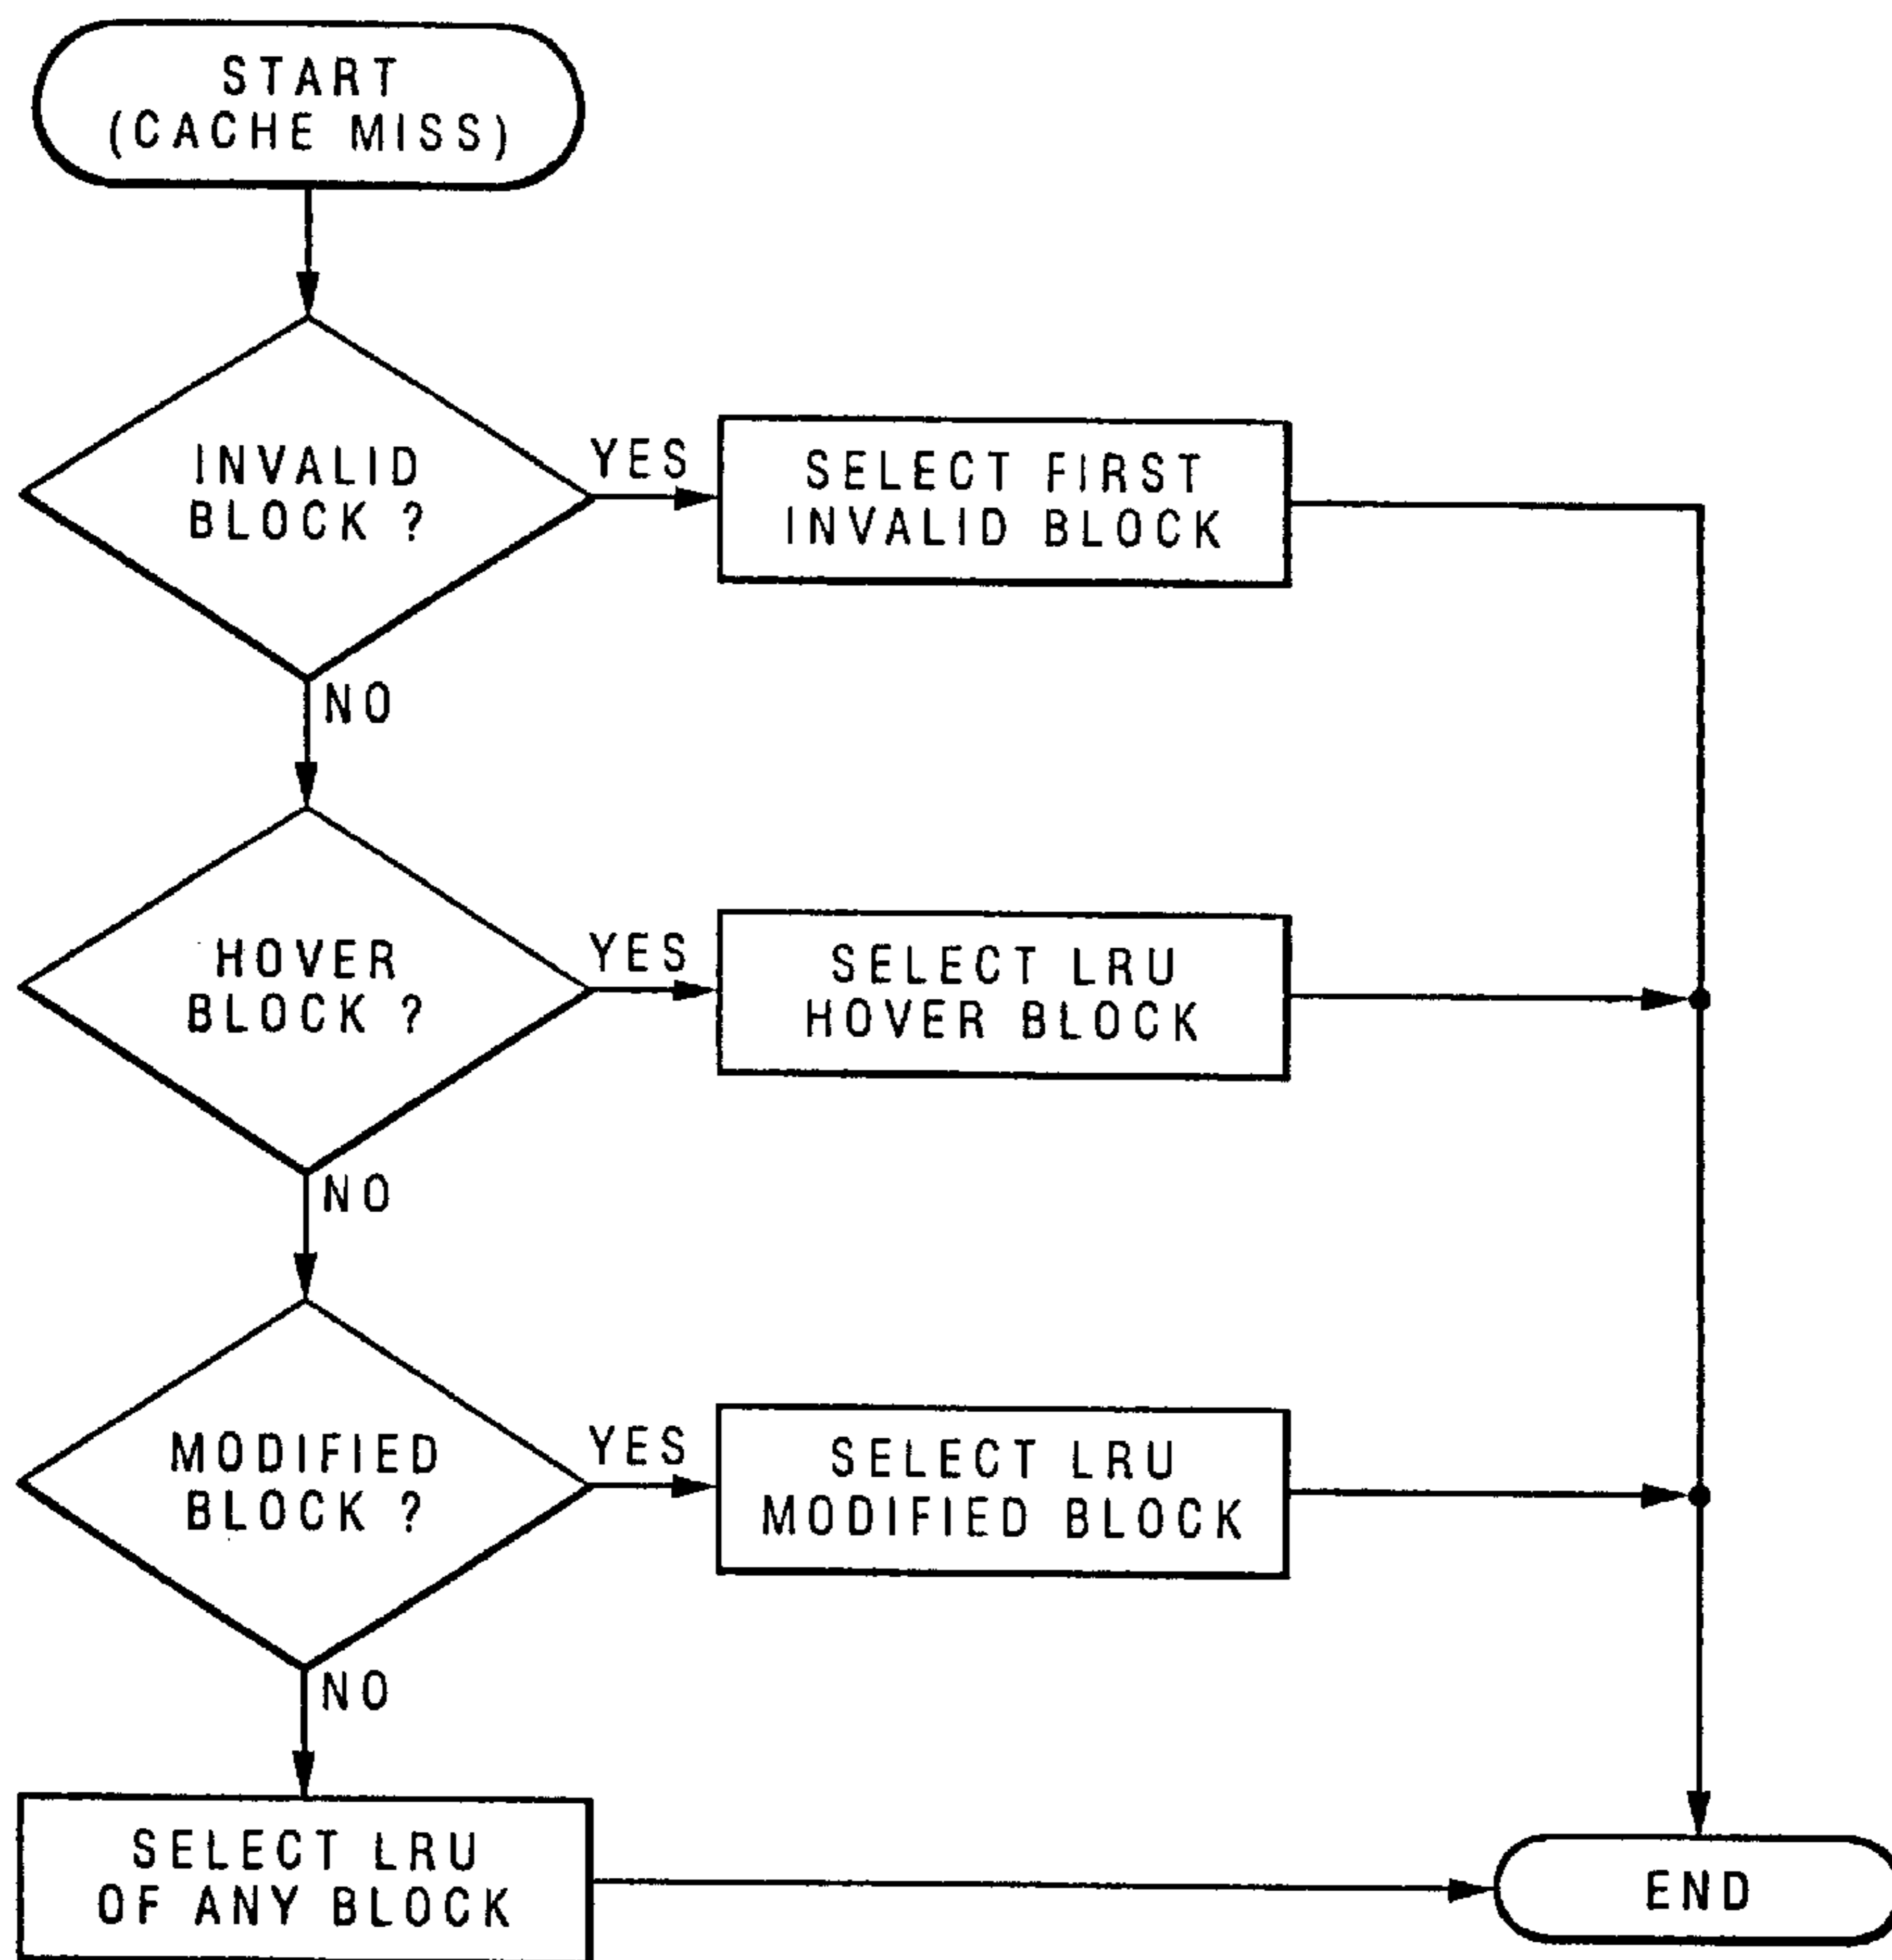 START
(CACHE MISS)
INVALID
BLOCK ?
YES
SELECT FIRST
INVALID BLOCK
NO
HOVER
BLOCK ?
YES
SELECT LRU
HOVER BLOCK
NO
MODIFIED
BLOCK ?
YES
SELECT LRU
MODIFIED BLOCK
NO
SELECT LRU
OF ANY BLOCK
END